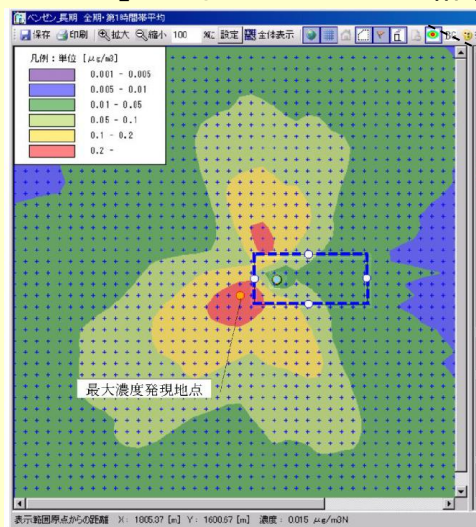 ベンゼン_長期 全期・第1時間帯平均
保存 印刷 拡大 縮小 100 % 設定 全体表示
凡例：単位 [μg/m3]
0.001 - 0.005
0.005 - 0.01
0.01 - 0.05
0.05 - 0.1
0.1 - 0.2
0.2 -
最大濃度発現地点
表示範囲原点からの距離 X: 1805.37 [m] Y: 1600.67 [m] 濃度: 0.015 μg/m3N